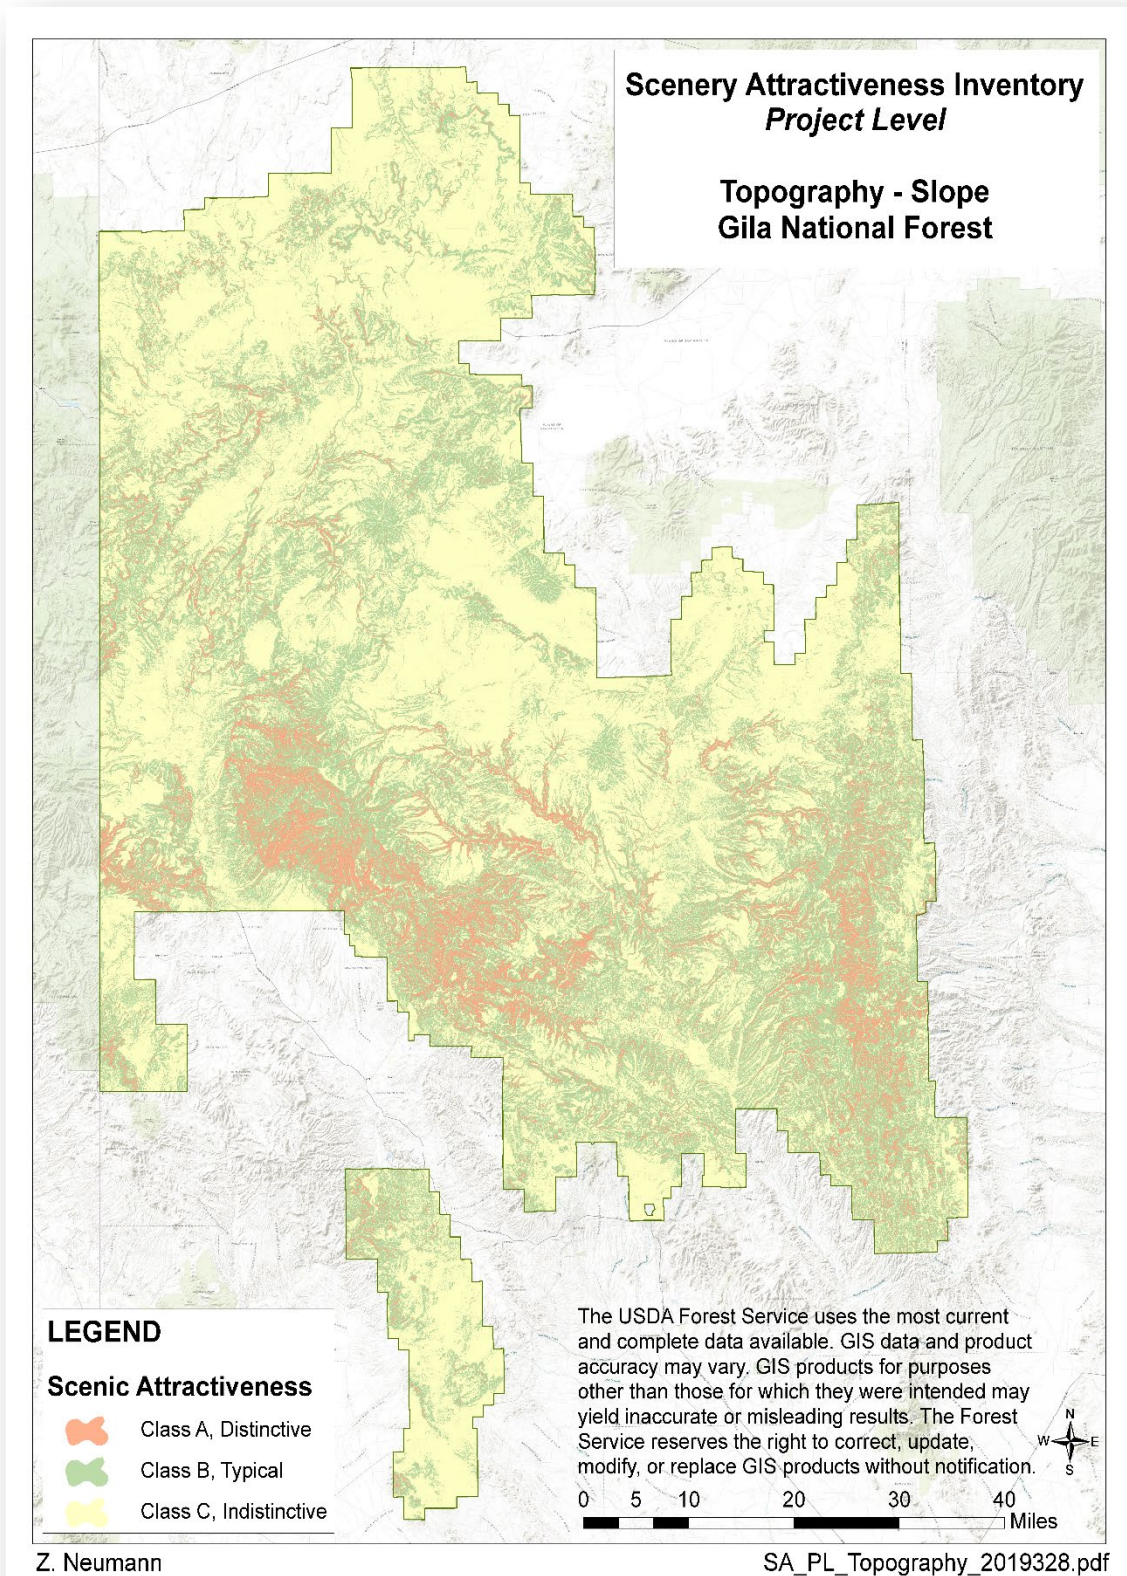 Scenery Attractiveness Inventory
Project Level
Topography - Slope
Gila National Forest
LEGEND
Scenic Attractiveness
Class A, Distinctive
Class B, Typical
Class C, Indistinctive
The USDA Forest Service uses the most current
and complete data available. GIS data and product
accuracy may vary. GIS products for purposes
other than those for which they were intended may
yield inaccurate or misleading results. The Forest
Service reserves the right to correct, update,
modify, or replace GIS products without notification.
N
W E
S
0 5 10 20 30 40
Miles
Z. Neumann
SA_PL_Topography_2019328.pdf